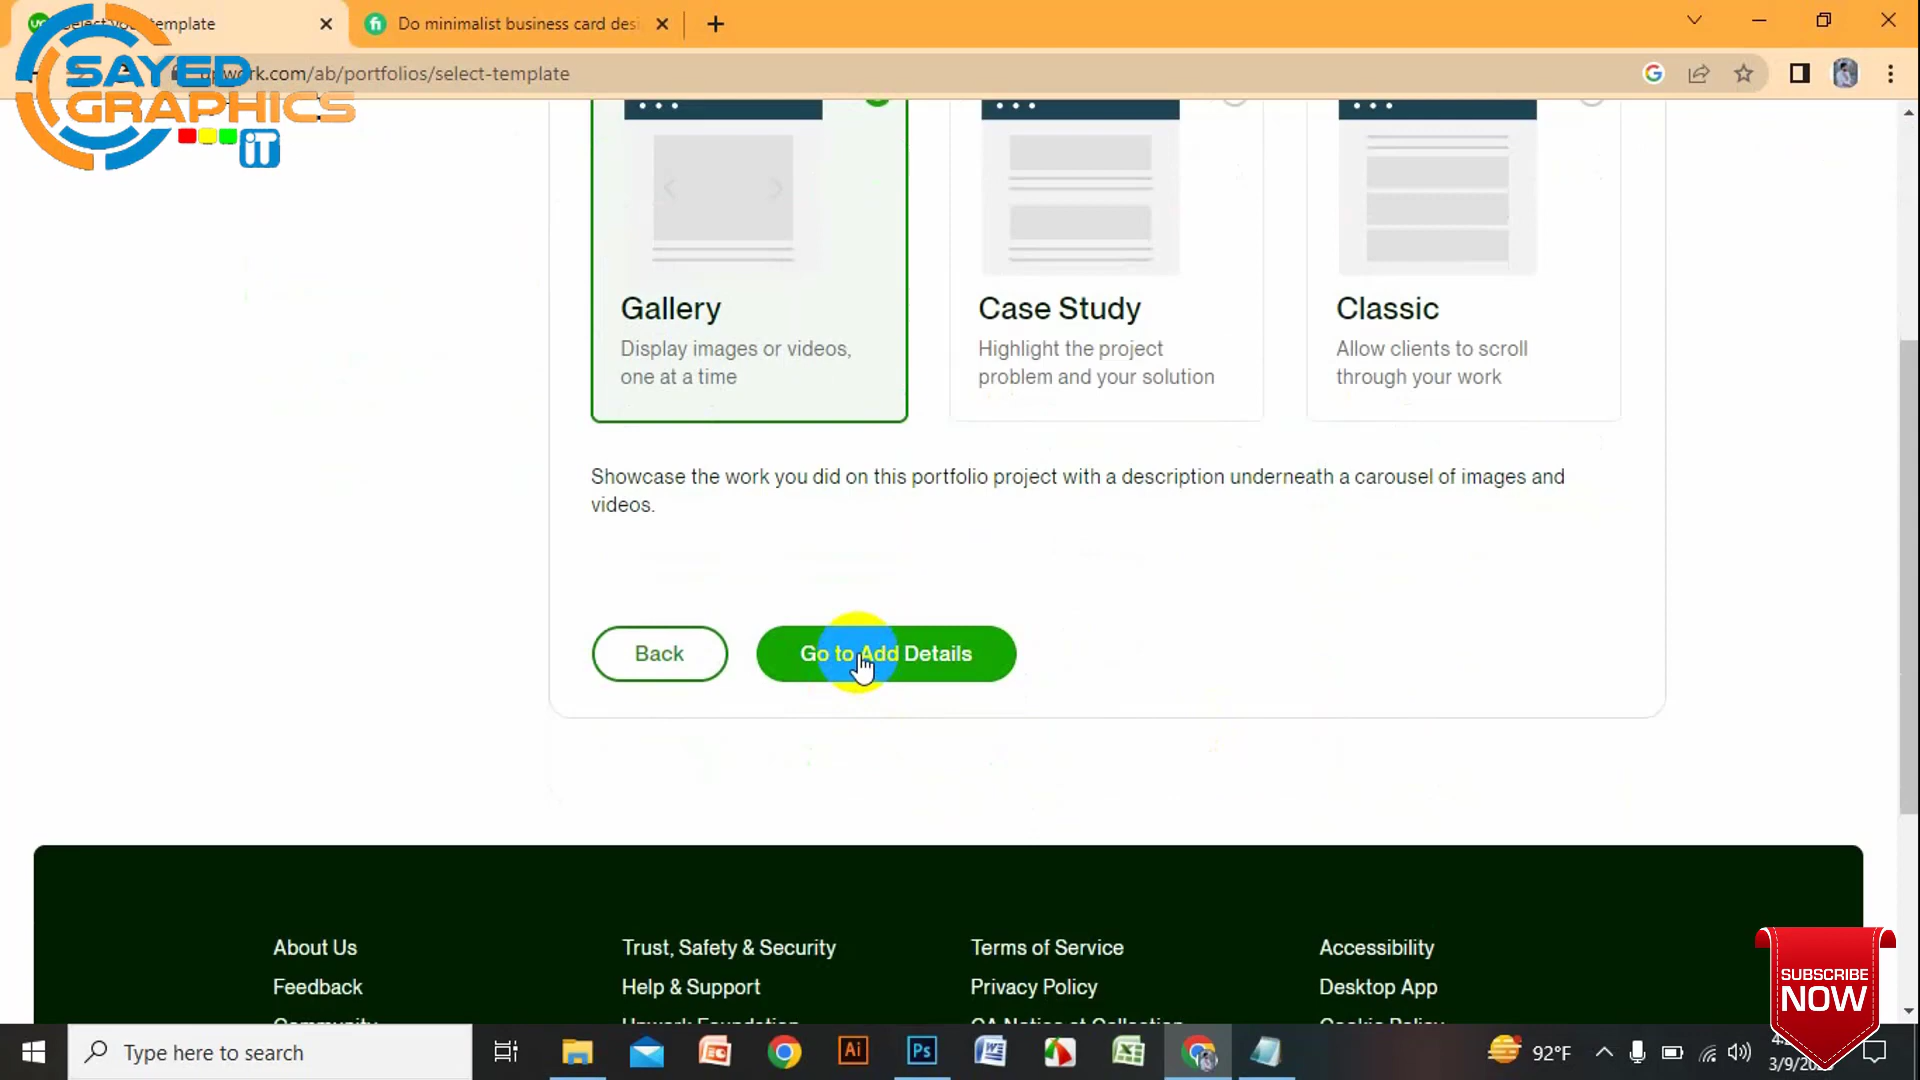 Do minimalist business card desi
SAYED
GRAPHICS
iT
work.com/ab/portfolios/select-template
Gallery
Display images or videos,
one at a time
Case Study
Highlight the project
problem and your solution
Classic
Allow clients to scroll
through your work
Showcase the work you did on this portfolio project with a description underneath a carousel of images and
videos.
Back
Go to Add Details
About Us
Trust, Safety & Security
Terms of Service
Accessibility
Feedback
Help & Support
Privacy Policy
Desktop App
SUBSCRIBE
NOW
Type here to search
Ai
Ps
92°F